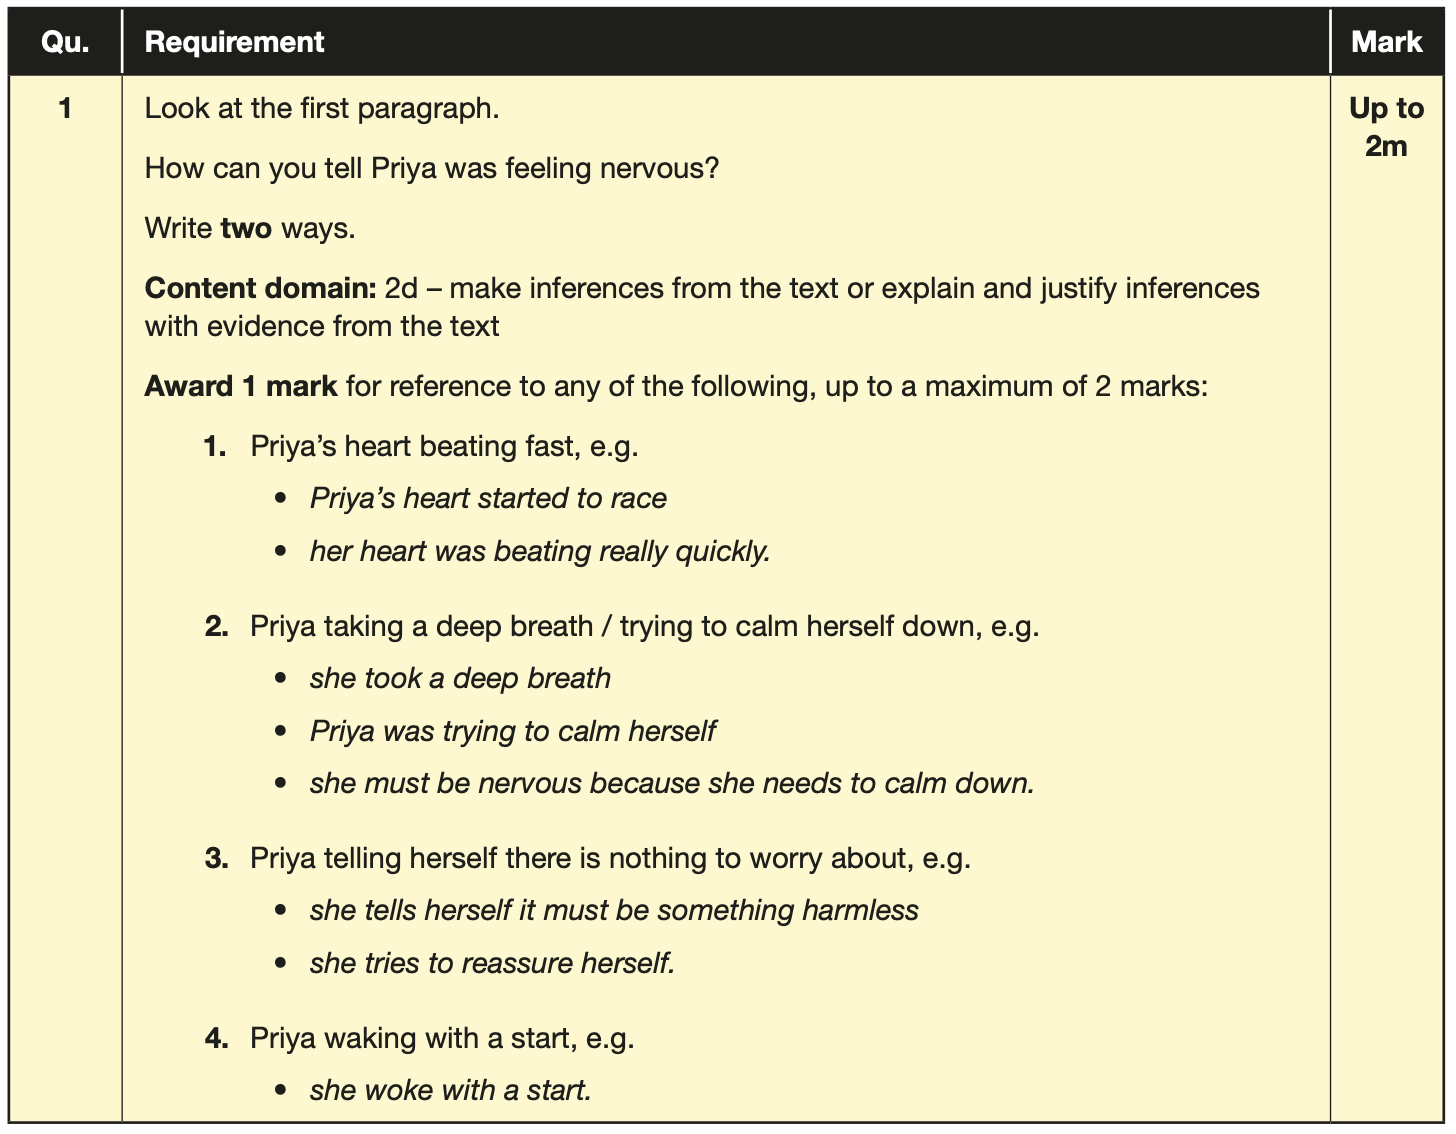 Qu. Requirement Mark
1 Look at the first paragraph. Up to
2m
How can you tell Priya was feeling nervous?
Write two ways.
Content domain: 2d – make inferences from the text or explain and justify inferences
with evidence from the text
Award 1 mark for reference to any of the following, up to a maximum of 2 marks:
1. Priya’s heart beating fast, e.g.
• Priya’s heart started to race
• her heart was beating really quickly.
2. Priya taking a deep breath / trying to calm herself down, e.g.
• she took a deep breath
• Priya was trying to calm herself
• she must be nervous because she needs to calm down.
3. Priya telling herself there is nothing to worry about, e.g.
• she tells herself it must be something harmless
• she tries to reassure herself.
4. Priya waking with a start, e.g.
• she woke with a start.